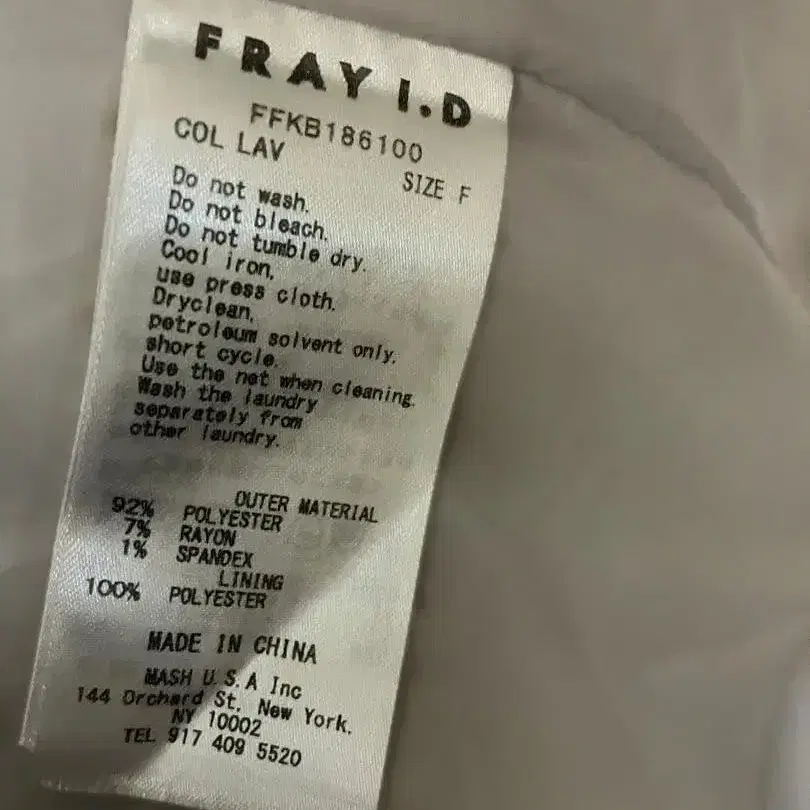 FRAY I.D
FFKB186100
COL LAV
SIZE F
Do not wash.
Do not bleach.
Do not tumble dry.
Cool iron,
use press cloth.
Dryclean,
petroleum solvent only,
short cycle.
Use the net when cleaning.
Wash the laundry
separately from
other laundry.
OUTER MATERIAL
92% POLYESTER
7% RAYON
1% SPANDEX
LINING
100% POLYESTER
MADE IN CHINA
MASH U.S.A Inc
144 Orchard St, New York,
NY 10002
TEL 917 409 5520